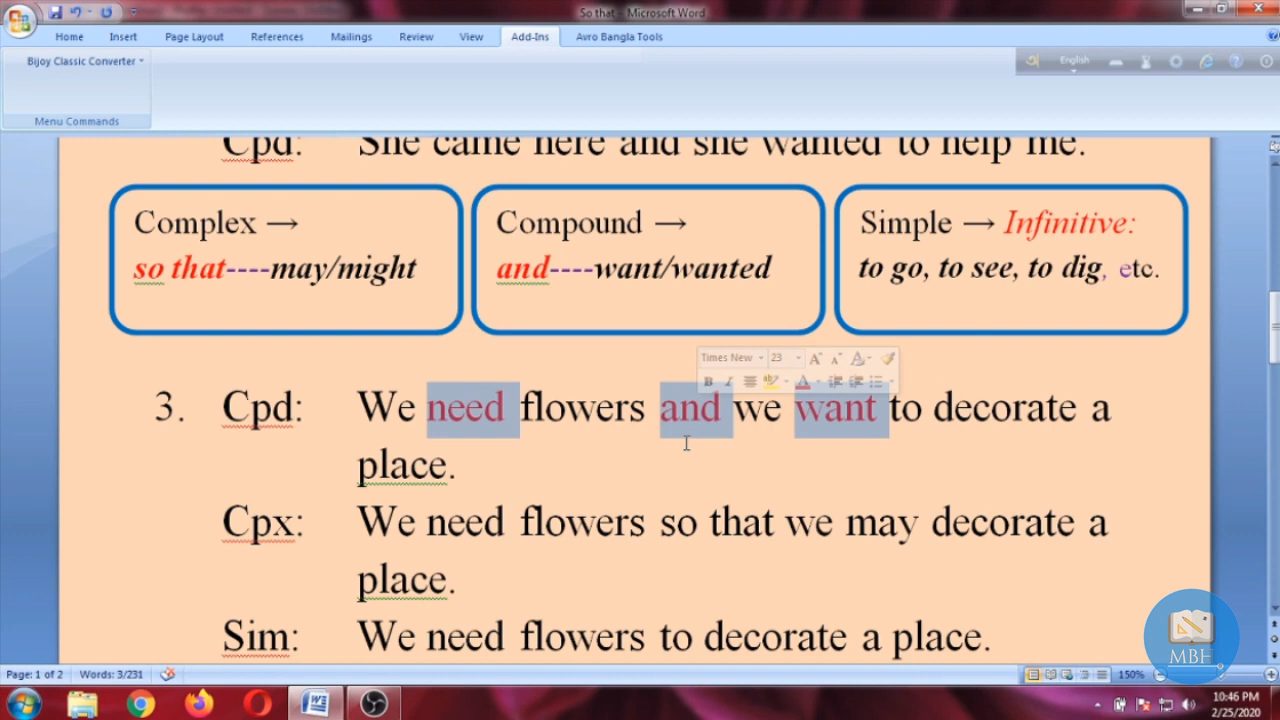 So that - Microsoft Word
Home Insert Page Layout References Mailings Review View Add-Ins Avro Bangla Tools
Bijoy Classic Converter
English
Menu Commands
Cpd: She came here and she wanted to help me.
Complex →
so that----may/might
Compound →
and----want/wanted
Simple → Infinitive:
to go, to see, to dig, etc.
Times New 23
3. Cpd: We need flowers and we want to decorate a
place.
Cpx: We need flowers so that we may decorate a
place.
Sim: We need flowers to decorate a place.
MBH
Page: 1 of 2 Words: 3/231
150%
10:46 PM
2/25/2020